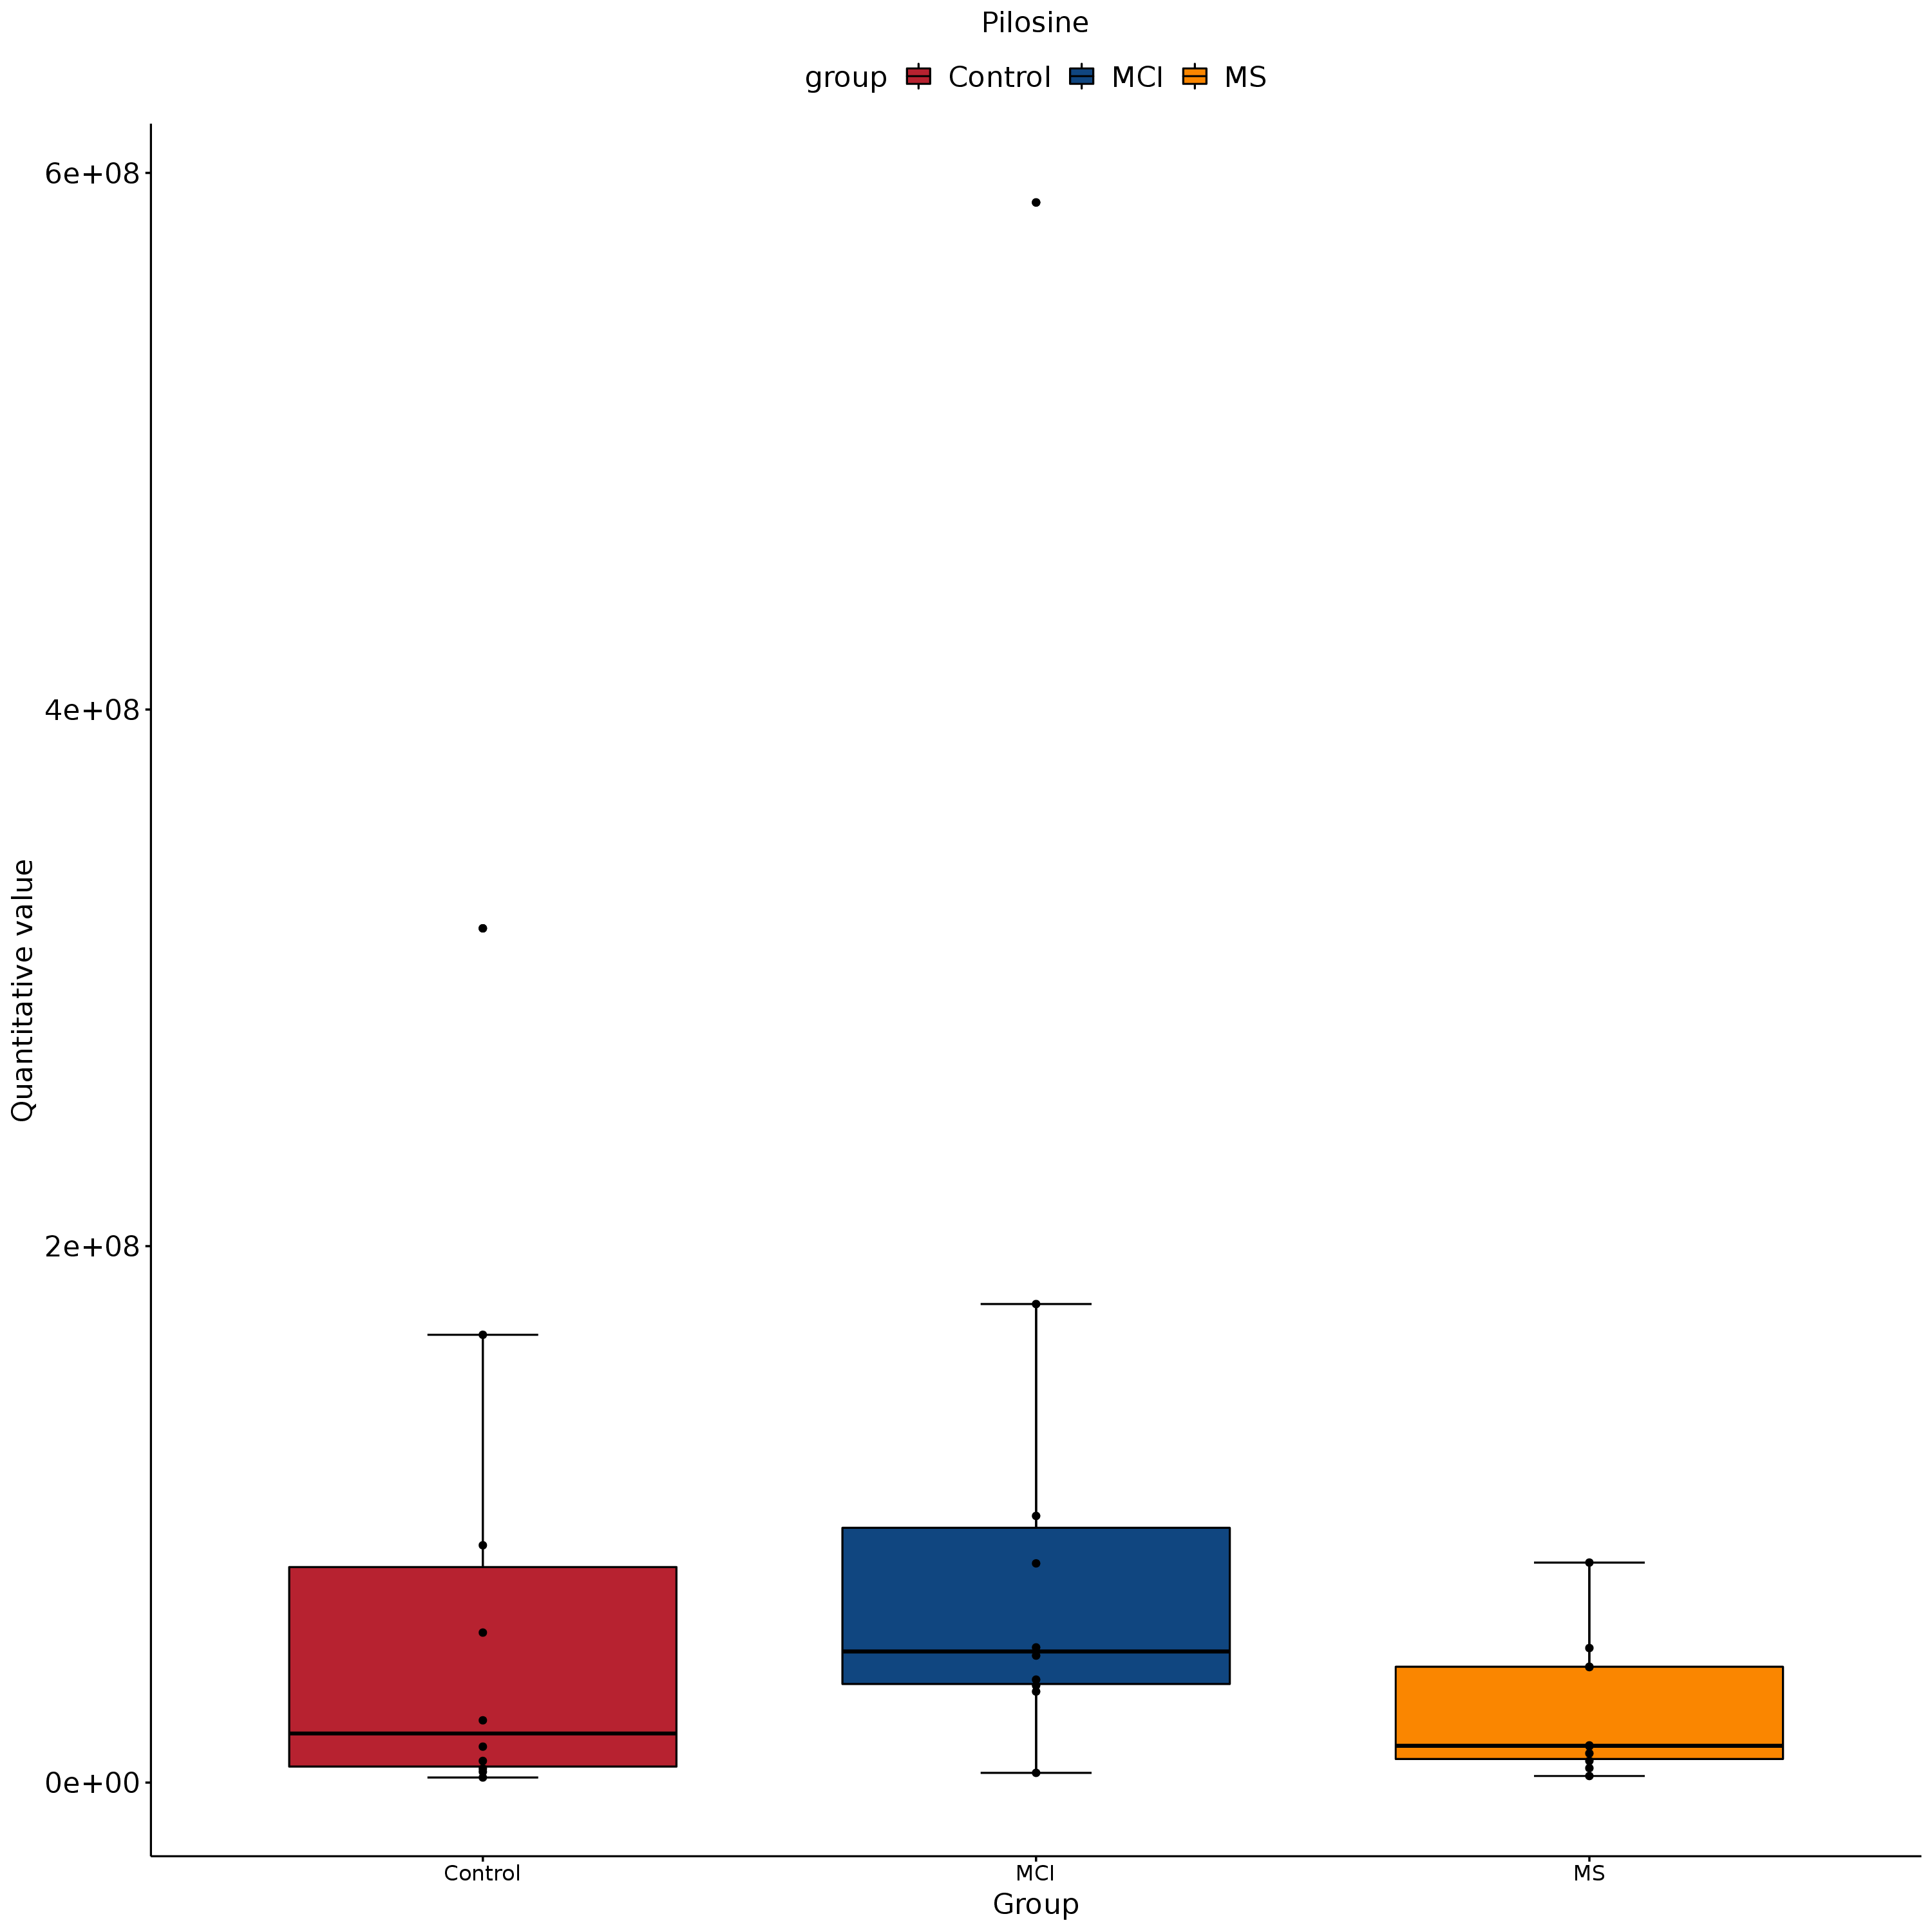 Pilosine
group Control MCI MS
6e+08
4e+08
2e+08
0e+00
Quantitative value
Control MCI MS
Group